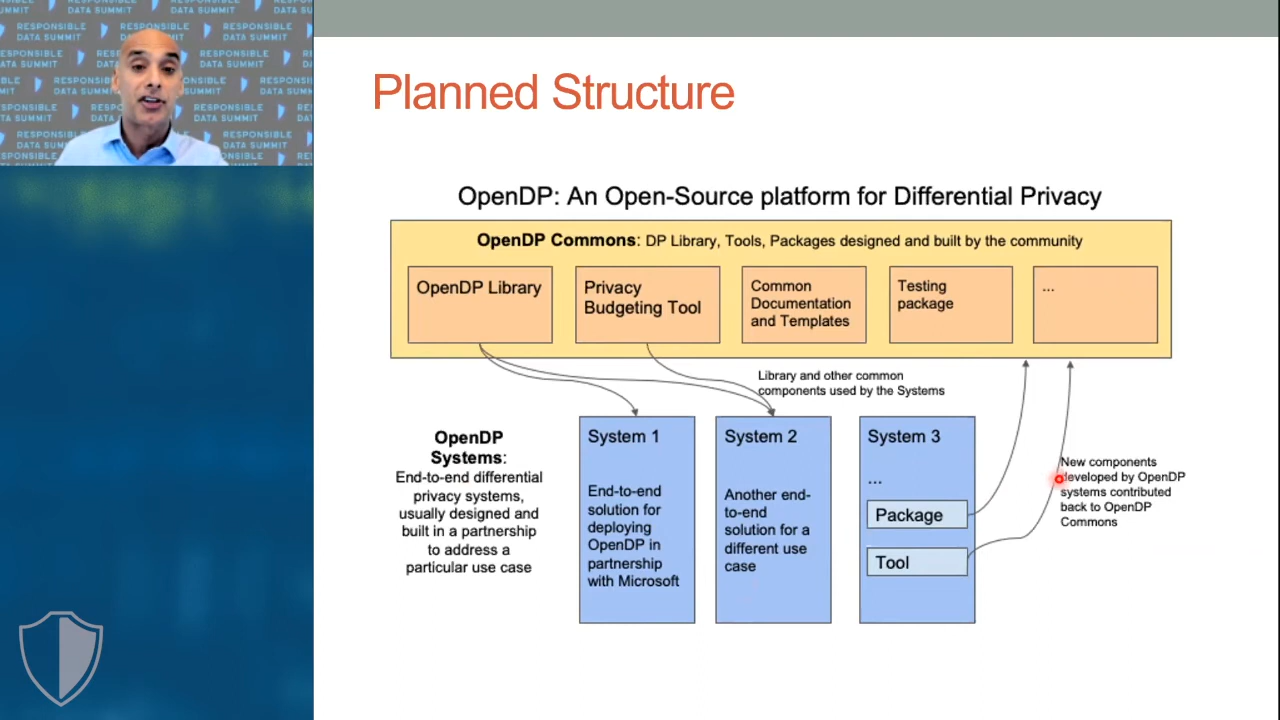 RESPONSIBLE
DATA SUMMIT
Planned Structure
OpenDP: An Open-Source platform for Differential Privacy
OpenDP Commons: DP Library, Tools, Packages designed and built by the community
OpenDP Library
Privacy
Budgeting Tool
Common
Documentation
and Templates
Testing
package
...
Library and other common
components used by the Systems
OpenDP
Systems:
End-to-end differential
privacy systems,
usually designed and
built in a partnership
to address a
particular use case
System 1
End-to-end
solution for
deploying
OpenDP in
partnership
with Microsoft
System 2
Another end-
to-end
solution for a
different use
case
System 3
...
Package
Tool
New components
developed by OpenDP
systems contributed
back to OpenDP
Commons